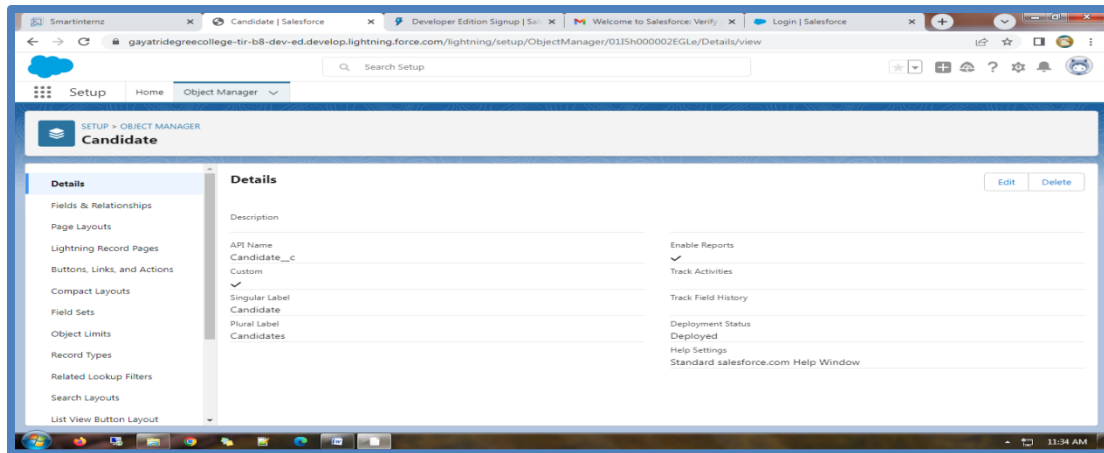 Smartinternz
Candidate | Salesforce
Developer Edition Signup | Sal
Welcome to Salesforce: Verify
Login | Salesforce
gayatridegreecollege-tir-b8-dev-ed.develop.lightning.force.com/lightning/setup/ObjectManager/01I5h000002EGLe/Details/view
Search Setup
Setup
Home
Object Manager
SETUP > OBJECT MANAGER
Candidate
Details
Fields & Relationships
Page Layouts
Lightning Record Pages
Buttons, Links, and Actions
Compact Layouts
Field Sets
Object Limits
Record Types
Related Lookup Filters
Search Layouts
List View Button Layout
Details
Edit
Delete
Description
API Name
Candidate__c
Custom
Singular Label
Candidate
Plural Label
Candidates
Enable Reports
Track Activities
Track Field History
Deployment Status
Deployed
Help Settings
Standard salesforce.com Help Window
11:34 AM